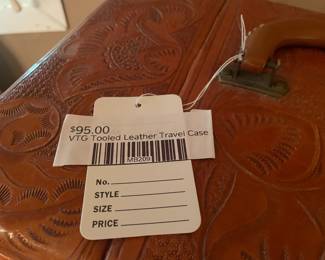 $95.00
VTG Tooled Leather Travel Case
MB209
No.
STYLE
SIZE
PRICE